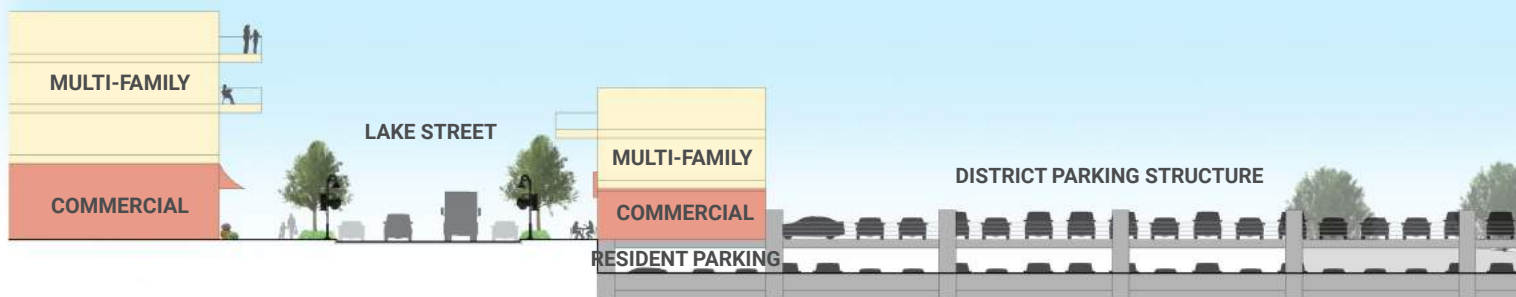 MULTI-FAMILY
COMMERCIAL
LAKE STREET
MULTI-FAMILY
COMMERCIAL
RESIDENT PARKING
DISTRICT PARKING STRUCTURE